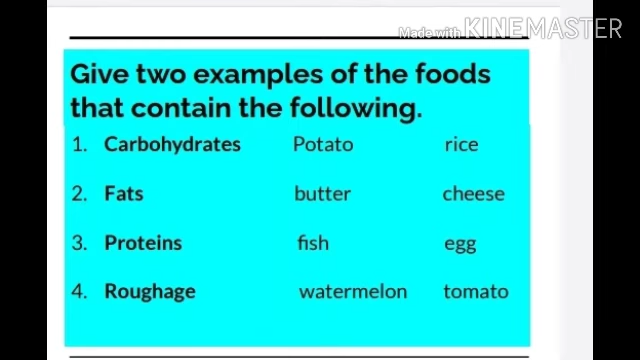 Made with KINEMASTER
Give two examples of the foods
that contain the following.
1. Carbohydrates Potato rice
2. Fats butter cheese
3. Proteins fish egg
4. Roughage watermelon tomato